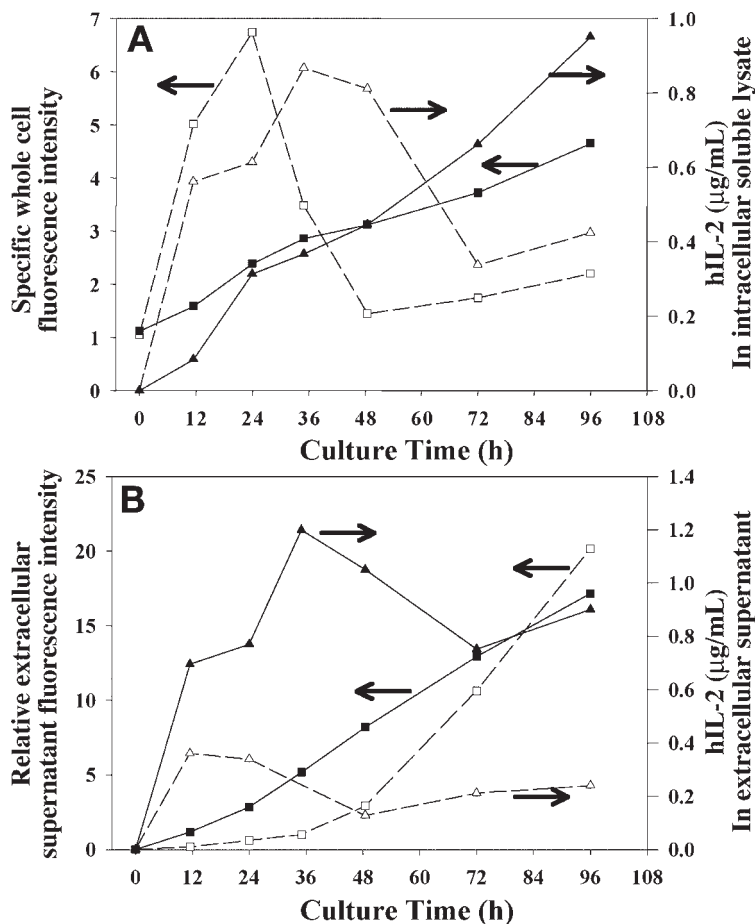 A
Specific whole cell
fluorescence intensity
7
6
5
4
3
2
1
0
1.0
0.8
0.6
0.4
0.2
0.0
hIL-2 (µg/mL)
In intracellular soluble lysate
0 12 24 36 48 60 72 84 96 108
Culture Time (h)
B
Relative extracellular
supernatant fluorescence intensity
25
20
15
10
5
0
1.4
1.2
1.0
0.8
0.6
0.4
0.2
0.0
hIL-2 (µg/mL)
In extracellular supernatant
0 12 24 36 48 60 72 84 96 108
Culture Time (h)